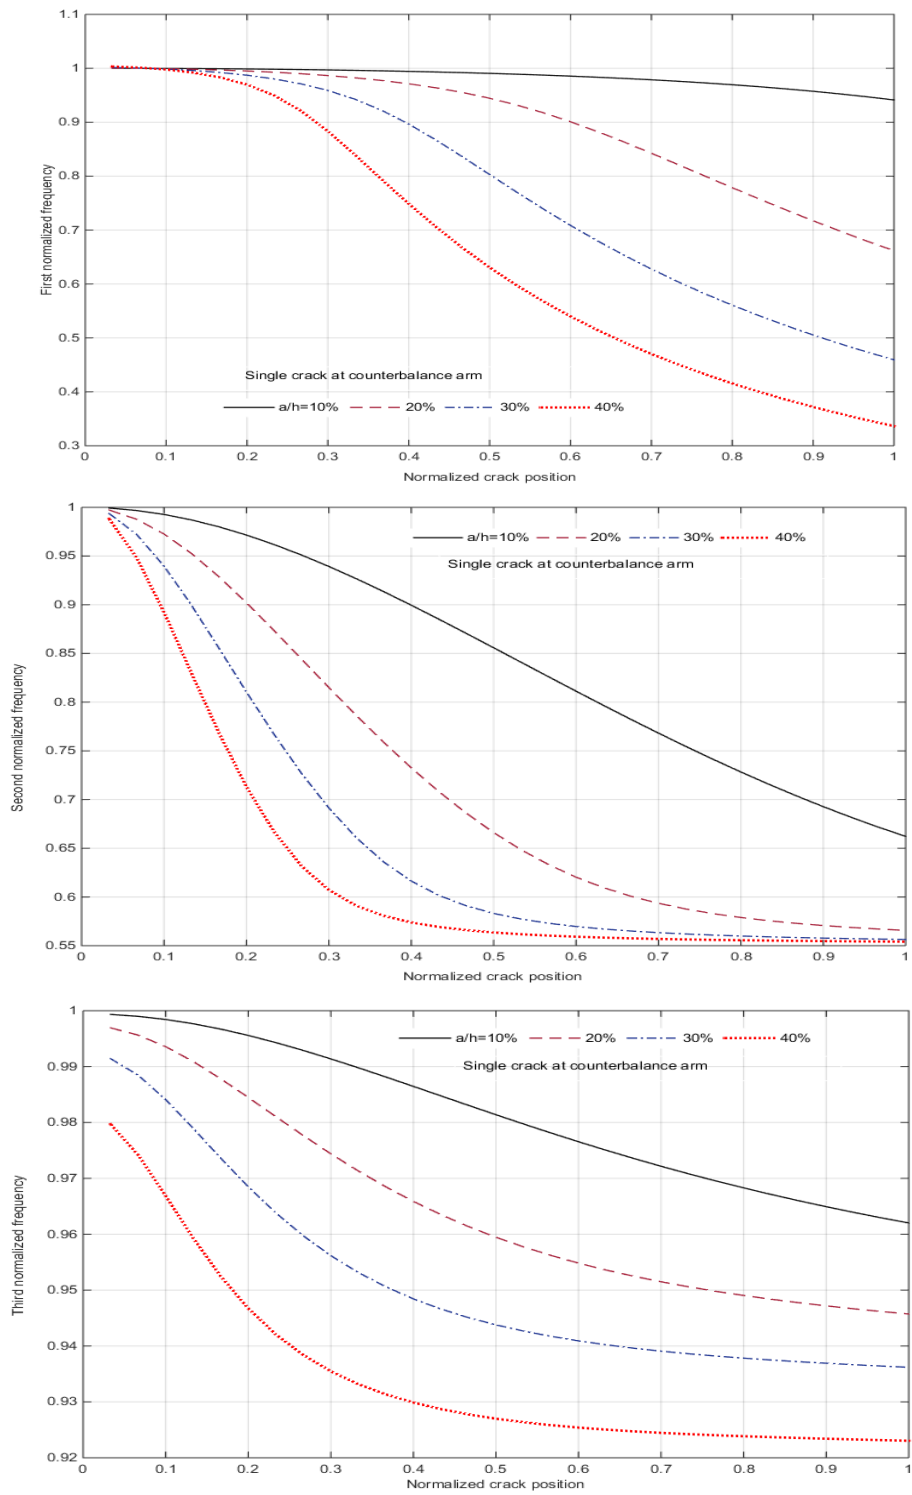 1.1
1
0.9
0.8
0.7
0.6
0.5
0.4
0.3
First normalized frequency
Single crack at counterbalance arm
a/h=10% 20% 30% 40%
0 0.1 0.2 0.3 0.4 0.5 0.6 0.7 0.8 0.9 1
Normalized crack position
1
0.95
0.9
0.85
0.8
0.75
0.7
0.65
0.6
0.55
Second normalized frequency
a/h=10% 20% 30% 40%
Single crack at counterbalance arm
0 0.1 0.2 0.3 0.4 0.5 0.6 0.7 0.8 0.9 1
Normalized crack position
1
0.99
0.98
0.97
0.96
0.95
0.94
0.93
0.92
Third normalized frequency
a/h=10% 20% 30% 40%
Single crack at counterbalance arm
0 0.1 0.2 0.3 0.4 0.5 0.6 0.7 0.8 0.9 1
Normalized crack position